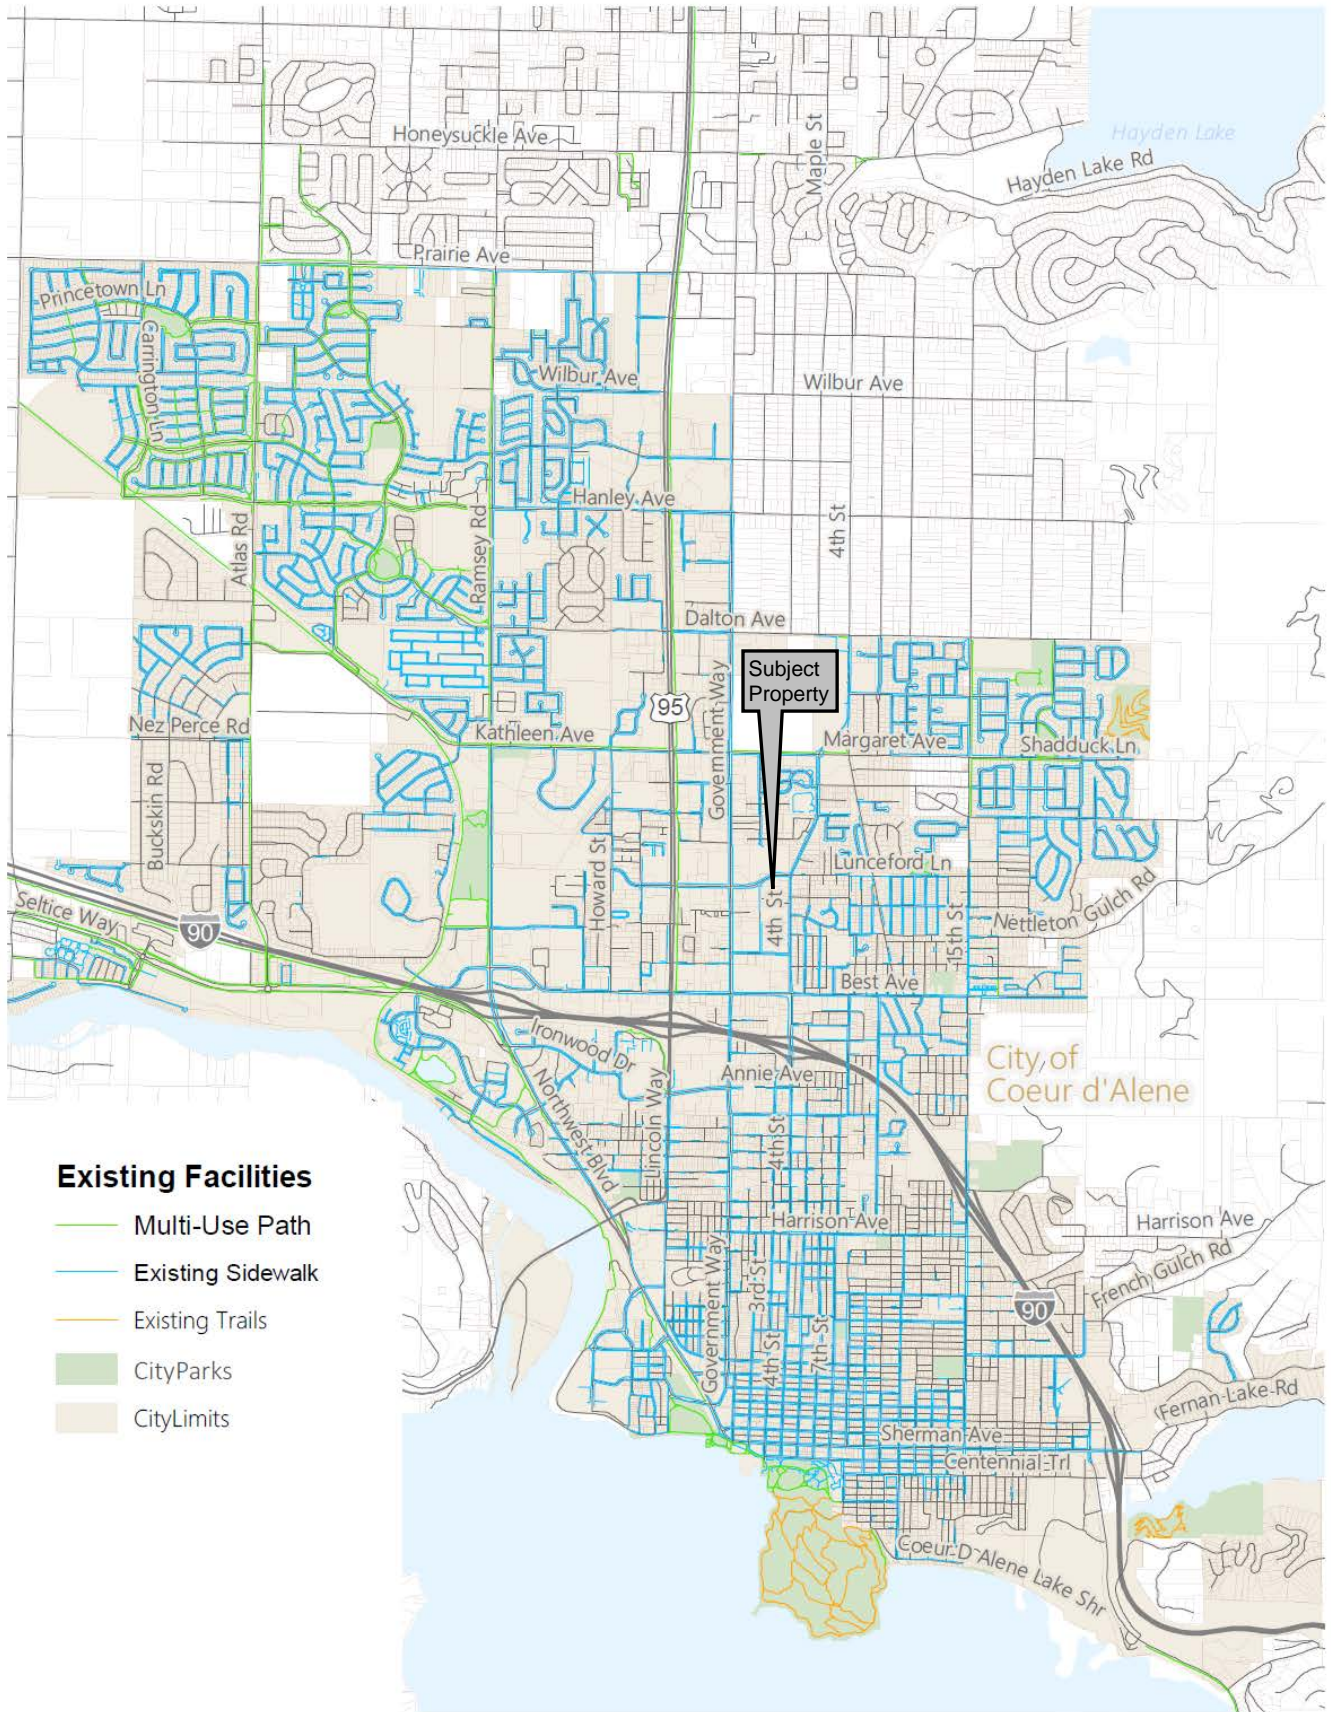 Honeysuckle Ave
Maple St
Hayden Lake
Hayden Lake Rd
Prairie Ave
Princetown Ln
Carrington Ln
Wilbur Ave
Wilbur Ave
Hanley Ave
Atlas Rd
Ramsey Rd
4th St
Dalton Ave
Subject
Property
Government Way
95
Nez Perce Rd
Kathleen Ave
Margaret Ave
Shadduck Ln
Buckskin Rd
Howard St
Lunceford Ln
4th St
15th St
Nettleton Gulch Rd
Seltice Way
90
Best Ave
Ironwood Dr
Annie Ave
City of
Coeur d'Alene
Northwest Blvd
Lincoln Way
4th St
Existing Facilities
Multi-Use Path
Existing Sidewalk
Existing Trails
CityParks
CityLimits
Harrison Ave
Harrison Ave
French Gulch Rd
Government Way
3rd St
4th St
7th St
90
Fernan Lake Rd
Sherman Ave
Centennial Trl
Coeur D'Alene Lake Shr